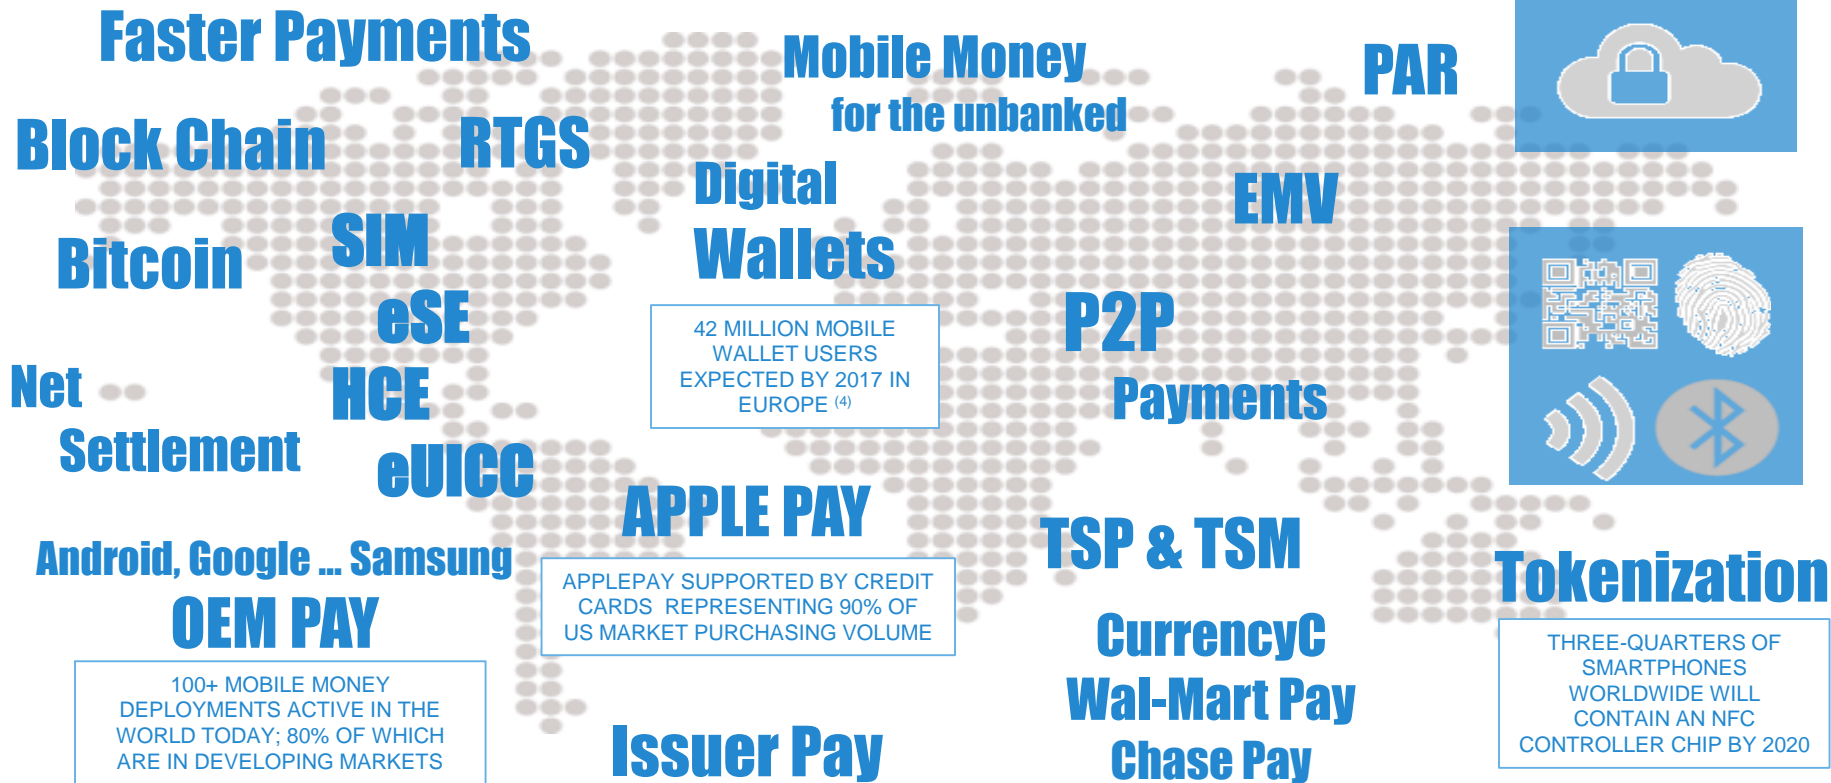 Faster Payments
Mobile Money
for the unbanked
PAR
Block Chain
RTGS
Digital
Wallets
EMV
Bitcoin
SIM
eSE
HCE
eUICC
42 MILLION MOBILE
WALLET USERS
EXPECTED BY 2017 IN
EUROPE (4)
P2P
Payments
Net
Settlement
APPLE PAY
APPLEPAY SUPPORTED BY CREDIT
CARDS REPRESENTING 90% OF
US MARKET PURCHASING VOLUME
TSP & TSM
Android, Google ... Samsung
OEM PAY
100+ MOBILE MONEY
DEPLOYMENTS ACTIVE IN THE
WORLD TODAY; 80% OF WHICH
ARE IN DEVELOPING MARKETS
Issuer Pay
CurrencyC
Wal-Mart Pay
Chase Pay
Tokenization
THREE-QUARTERS OF
SMARTPHONES
WORLDWIDE WILL
CONTAIN AN NFC
CONTROLLER CHIP BY 2020